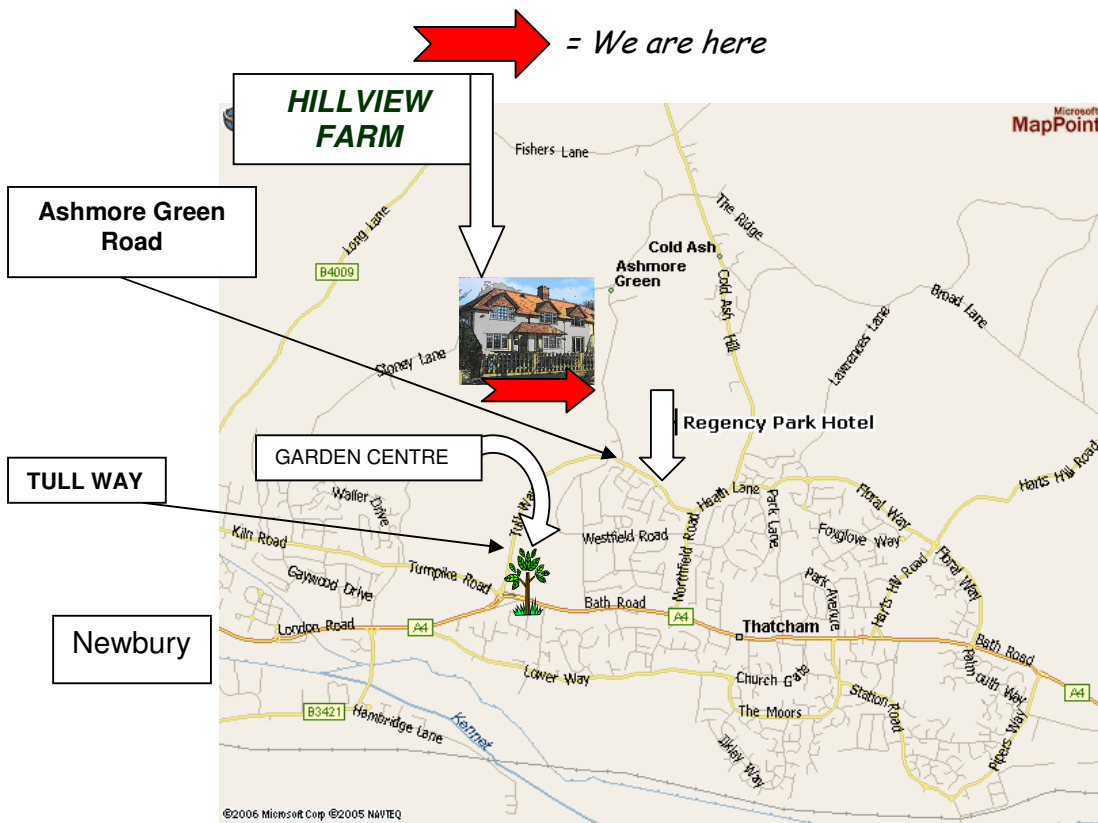 = We are here
HILLVIEW
FARM
Microsoft
MapPoint
Fishers Lane
Ashmore Green
Road
Long Lane
The Ridge
Cold Ash
Ashmore
Green
B4009
Cold Ash Hill
Broad Lane
Lawrences Lane
Stoney Lane
Regency Park Hotel
GARDEN CENTRE
TULL WAY
Tull Way
Waller Drive
Heath Lane
Park Lane
Floral Way
Harts Hill Road
Kiln Road
Westfield Road
Northfield Road
Foxglove Way
Turnpike Road
Gaywood Drive
Park Avenue
Harts Hill Road
Floral Way
Bath Road
London Road
A4
A4
Thatcham
Newbury
Bath Road
Lower Way
Church Gate
Falmouth Way
A4
B3421
Hambridge Lane
Kennet
The Moors
Station Road
Ilkley Way
Pipers Way
©2006 Microsoft Corp ©2005 NAVTEQ